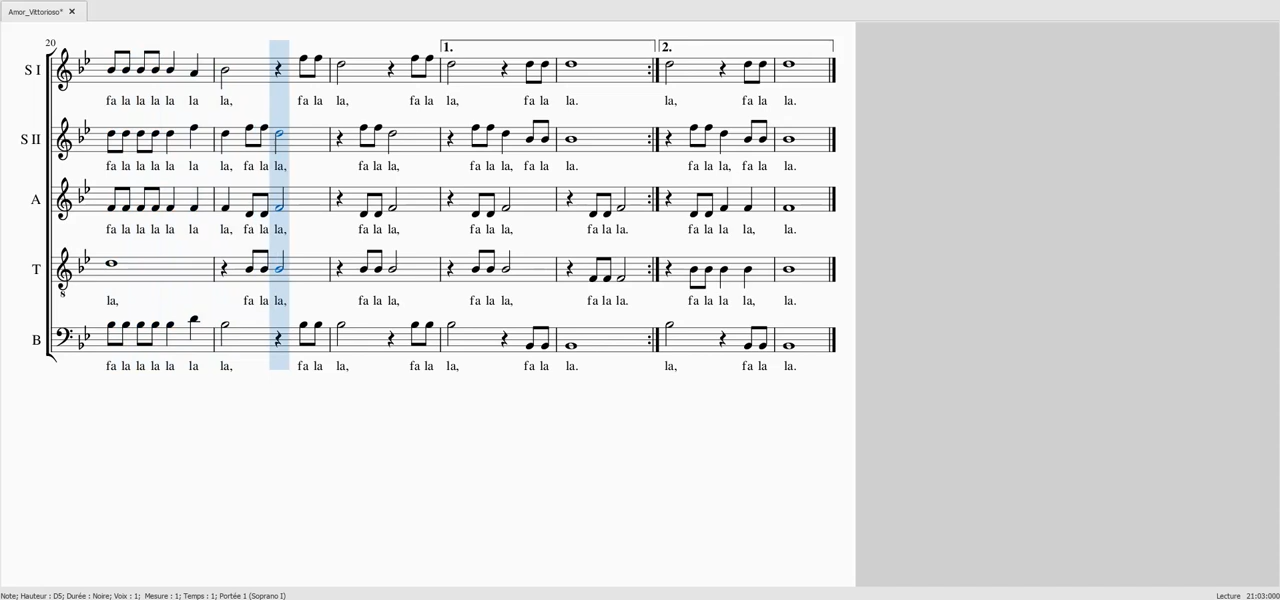 Amor_Vittorioso* ×
20
1. 2.
S I
fa la la la la la la, fa la la, fa la la, fa la la. la, fa la la.
S II
fa la la la la la la, fa la la, fa la la, fa la la, fa la la. fa la la, fa la la.
A
fa la la la la la la, fa la la, fa la la, fa la la, fa la la. fa la la la, la.
T
8
la, fa la la, fa la la, fa la la, fa la la. fa la la la, la.
B
fa la la la la la la, fa la la, fa la la, fa la la. la, fa la la.
Note; Hauteur : D5; Durée : Noire; Voix : 1; Mesure : 1; Temps : 1; Portée 1 (Soprano I) Lecture 21:03:000